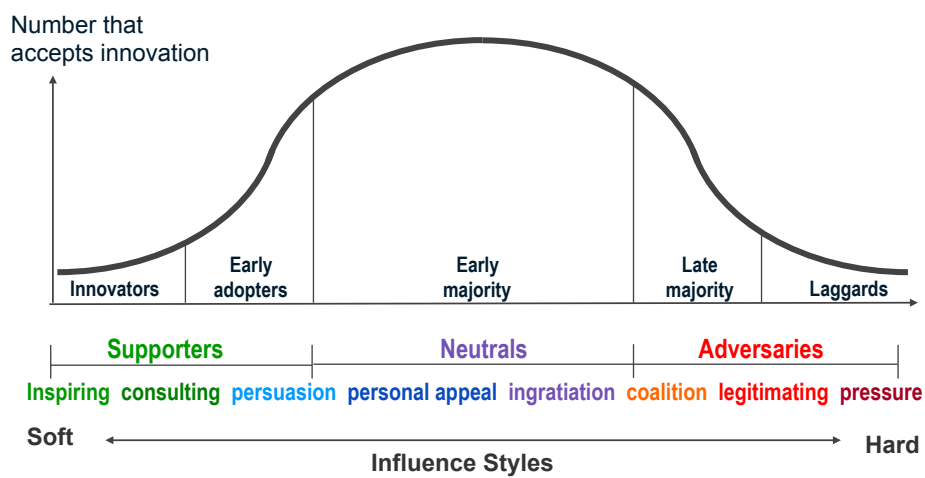 Number that
accepts innovation
Innovators
Early
adopters
Early
majority
Late
majority
Laggards
Supporters Neutrals Adversaries
Inspiring consulting persuasion personal appeal ingratiation coalition legitimating pressure
Soft Hard
Influence Styles